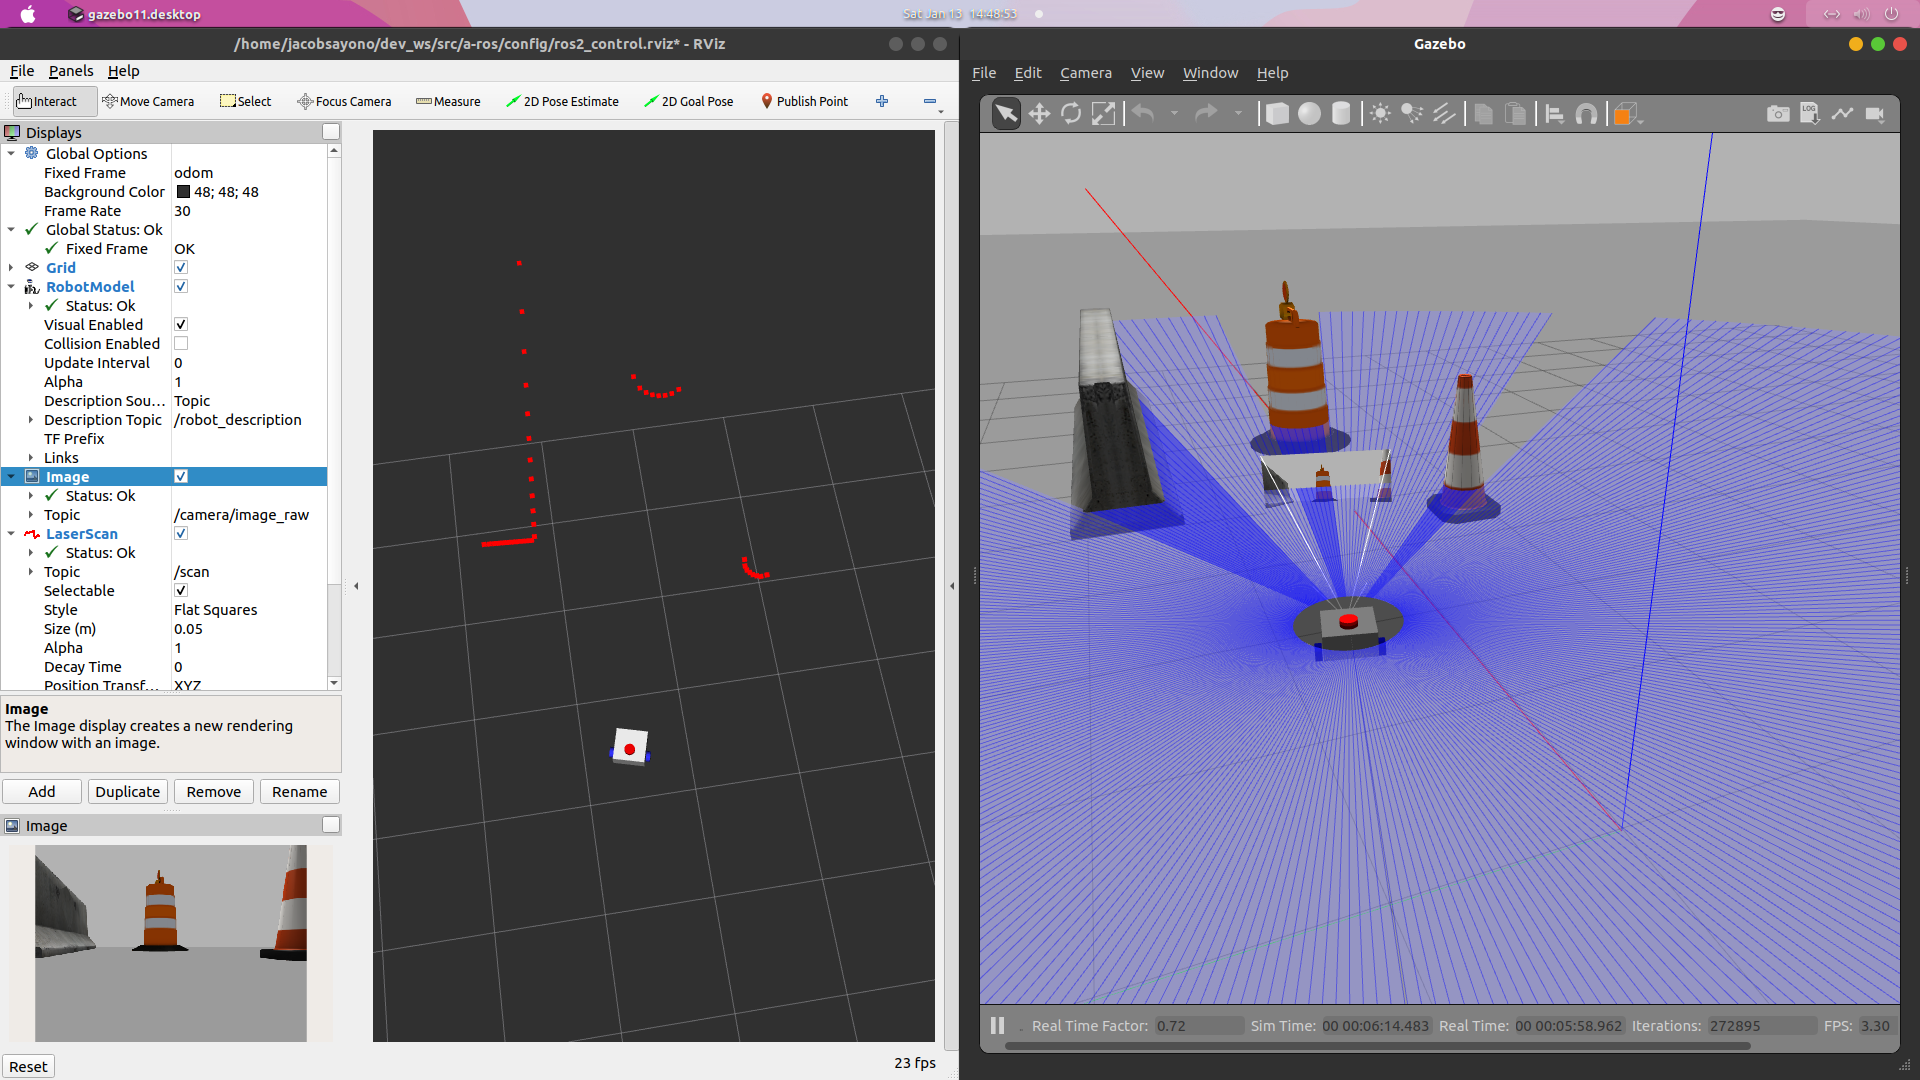 gazebo11.desktop
Sat Jan 13 14:48:53
/home/jacobsayono/dev_ws/src/a-ros/config/ros2_control.rviz* - RViz
File Panels Help
Interact Move Camera Select Focus Camera Measure 2D Pose Estimate 2D Goal Pose Publish Point
Displays
Global Options
Fixed Frame odom
Background Color 48; 48; 48
Frame Rate 30
Global Status: Ok
Fixed Frame OK
Grid
RobotModel
Status: Ok
Visual Enabled
Collision Enabled
Update Interval 0
Alpha 1
Description Sou... Topic
Description Topic /robot_description
TF Prefix
Links
Image
Status: Ok
Topic /camera/image_raw
LaserScan
Status: Ok
Topic /scan
Selectable
Style Flat Squares
Size (m) 0.05
Alpha 1
Decay Time 0
Position Transf... XYZ
Image
The Image display creates a new rendering
window with an image.
Add Duplicate Remove Rename
Image
Reset
23 fps
Gazebo
File Edit Camera View Window Help
LOG
Real Time Factor: 0.72 Sim Time: 00 00:06:14.483 Real Time: 00 00:05:58.962 Iterations: 272895 FPS: 3.30